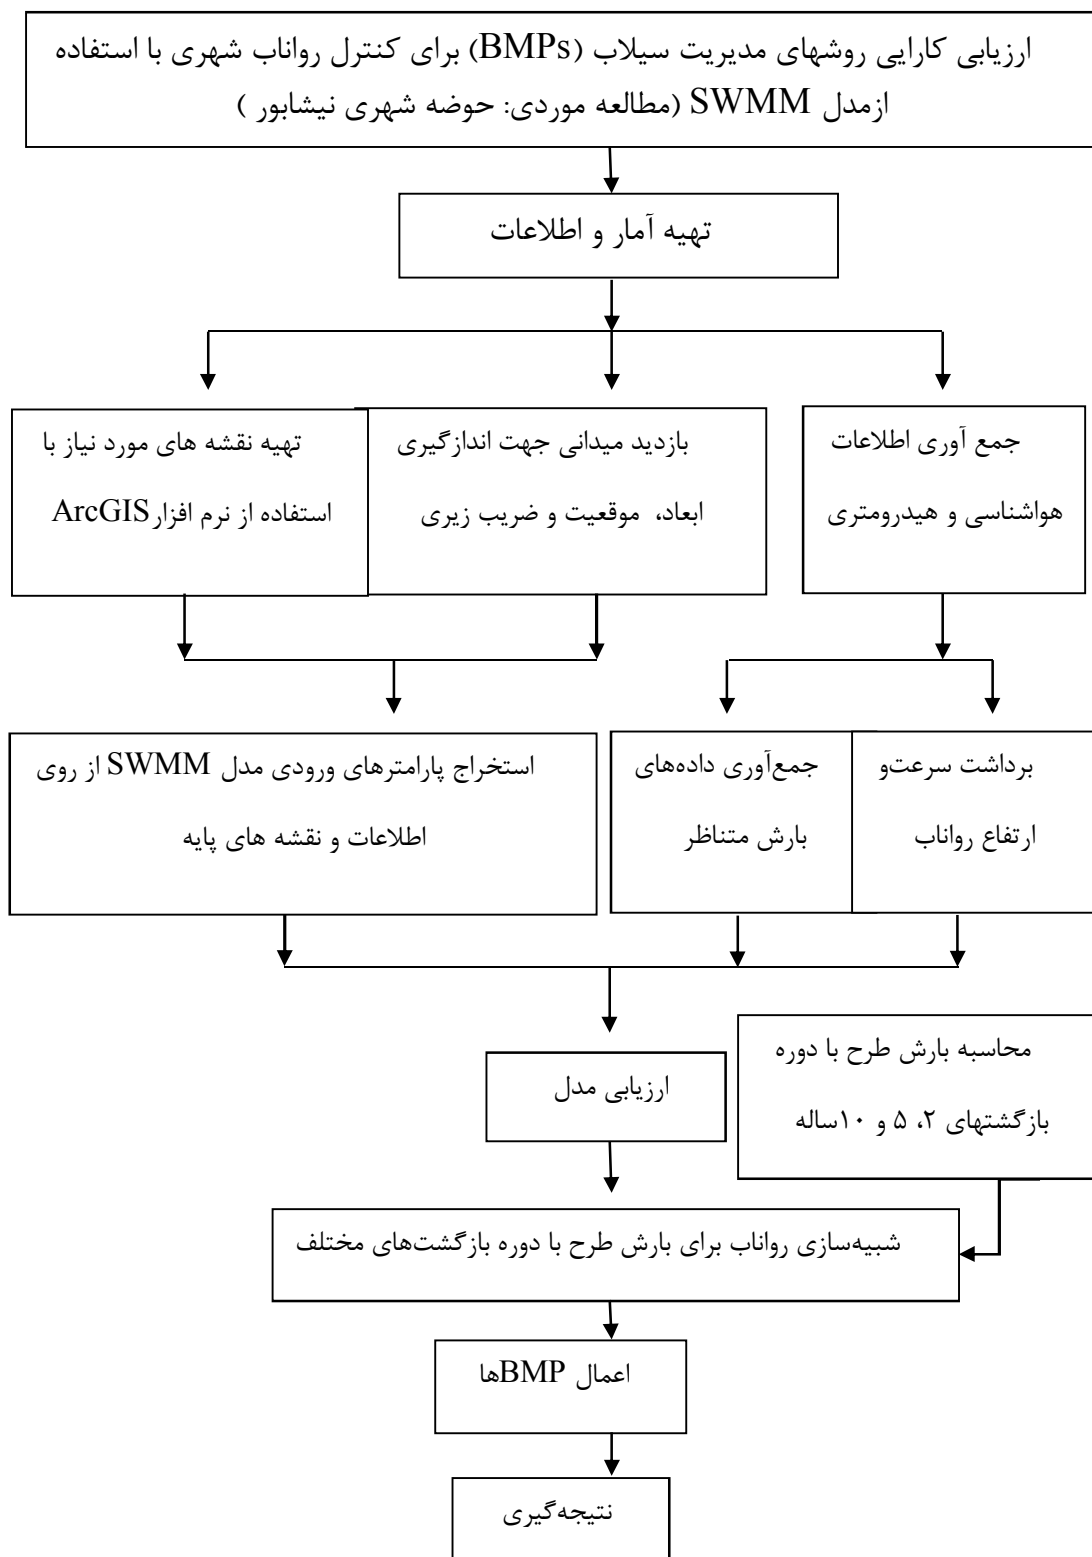 ارزیابی کارایی روشهای مدیریت سیلاب (BMPs) برای کنترل رواناب شهری با استفاده
ازمدل SWMM (مطالعه موردی: حوضه شهری نیشابور )
تهیه آمار و اطلاعات
جمع آوری اطلاعات
هواشناسی و هیدرومتری
بازدید میدانی جهت اندازگیری
ابعاد، موقعیت و ضریب زبری
تهیه نقشه های مورد نیاز با
استفاده از نرم افزارArcGIS
برداشت سرعتو
ارتفاع رواناب
جمع‌آوری داده‌های
بارش متناظر
استخراج پارامترهای ورودی مدل SWMM از روی
اطلاعات و نقشه های پایه
محاسبه بارش طرح با دوره
بازگشتهای ۲، ۵ و ۱۰ساله
ارزیابی مدل
شبیه‌سازی رواناب برای بارش طرح با دوره بازگشت‌های مختلف
اعمال BMPها
نتیجه‌گیری